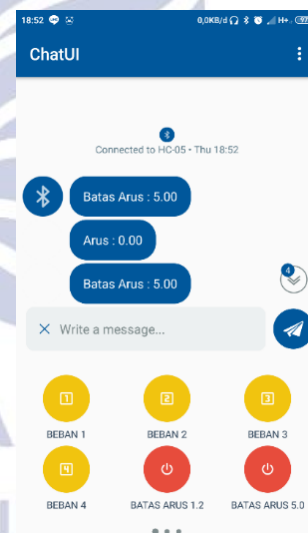 18:52
0,0KB/d H+
97
ChatUI
Connected to HC-05 • Thu 18:52
Batas Arus : 5.00
Arus : 0.00
Batas Arus : 5.00
4
Write a message...
1 2 3
BEBAN 1 BEBAN 2 BEBAN 3
4
BEBAN 4 BATAS ARUS 1.2 BATAS ARUS 5.0